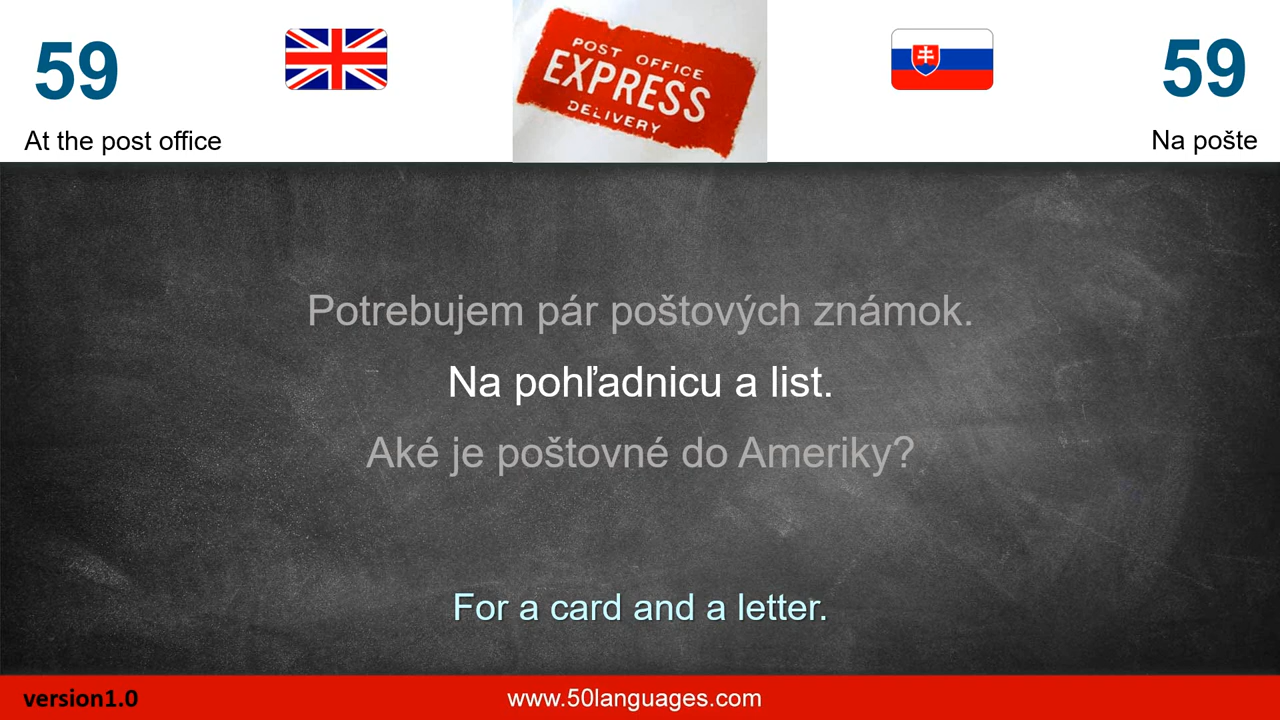 59
59
At the post office
Na pošte
POST OFFICE
EXPRESS
DELIVERY
Potrebujem pár poštových známok.
Na pohľadnicu a list.
Aké je poštovné do Ameriky?
For a card and a letter.
version1.0
www.50languages.com